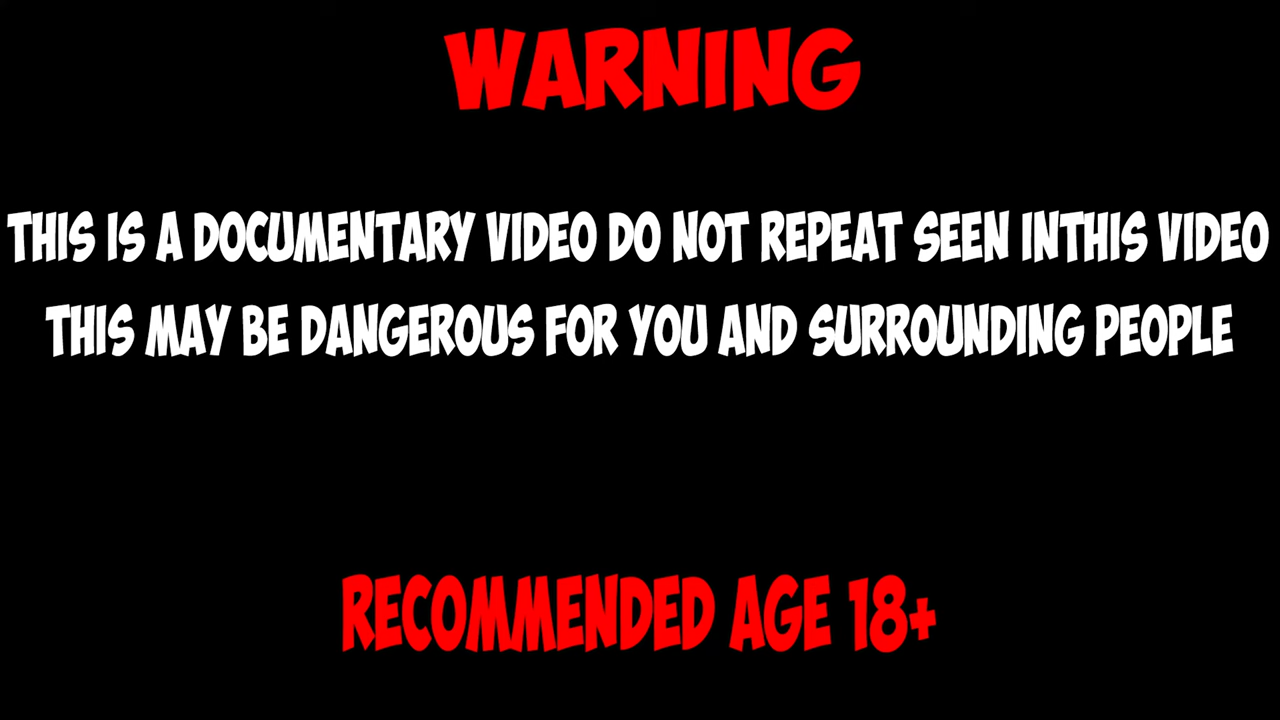 WARNING
THIS IS A DOCUMENTARY VIDEO DO NOT REPEAT SEEN INTHIS VIDEO
THIS MAY BE DANGEROUS FOR YOU AND SURROUNDING PEOPLE
RECOMMENDED AGE 18+